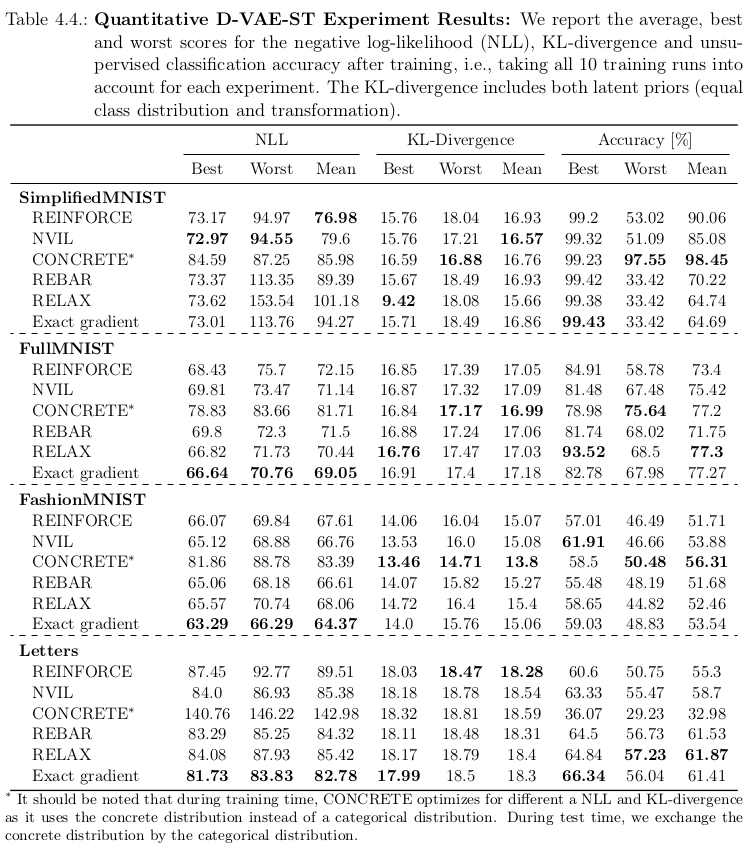 Table 4.4.: Quantitative D-VAE-ST Experiment Results: We report the average, best
and worst scores for the negative log-likelihood (NLL), KL-divergence and unsu-
pervised classification accuracy after training, i.e., taking all 10 training runs into
account for each experiment. The KL-divergence includes both latent priors (equal
class distribution and transformation).
NLL KL-Divergence Accuracy [%]
Best Worst Mean Best Worst Mean Best Worst Mean
SimplifiedMNIST
REINFORCE 73.17 94.97 76.98 15.76 18.04 16.93 99.2 53.02 90.06
NVIL 72.97 94.55 79.6 15.76 17.21 16.57 99.32 51.09 85.08
CONCRETE* 84.59 87.25 85.98 16.59 16.88 16.76 99.23 97.55 98.45
REBAR 73.37 113.35 89.39 15.67 18.49 16.93 99.42 33.42 70.22
RELAX 73.62 153.54 101.18 9.42 18.08 15.66 99.38 33.42 64.74
Exact gradient 73.01 113.76 94.27 15.71 18.49 16.86 99.43 33.42 64.69
FullMNIST
REINFORCE 68.43 75.7 72.15 16.85 17.39 17.05 84.91 58.78 73.4
NVIL 69.81 73.47 71.14 16.87 17.32 17.09 81.48 67.48 75.42
CONCRETE* 78.83 83.66 81.71 16.84 17.17 16.99 78.98 75.64 77.2
REBAR 69.8 72.3 71.5 16.88 17.24 17.06 81.74 68.02 71.75
RELAX 66.82 71.73 70.44 16.76 17.47 17.03 93.52 68.5 77.3
Exact gradient 66.64 70.76 69.05 16.91 17.4 17.18 82.78 67.98 77.27
FashionMNIST
REINFORCE 66.07 69.84 67.61 14.06 16.04 15.07 57.01 46.49 51.71
NVIL 65.12 68.88 66.76 13.53 16.0 15.08 61.91 46.66 53.88
CONCRETE* 81.86 88.78 83.39 13.46 14.71 13.8 58.5 50.48 56.31
REBAR 65.06 68.18 66.61 14.07 15.82 15.27 55.48 48.19 51.68
RELAX 65.57 70.74 68.06 14.72 16.4 15.4 58.65 44.82 52.46
Exact gradient 63.29 66.29 64.37 14.0 15.76 15.06 59.03 48.83 53.54
Letters
REINFORCE 87.45 92.77 89.51 18.03 18.47 18.28 60.6 50.75 55.3
NVIL 84.0 86.93 85.38 18.18 18.78 18.54 63.33 55.47 58.7
CONCRETE* 140.76 146.22 142.98 18.32 18.81 18.59 36.07 29.23 32.98
REBAR 83.29 85.25 84.32 18.11 18.48 18.31 64.5 56.73 61.53
RELAX 84.08 87.93 85.42 18.17 18.79 18.4 64.84 57.23 61.87
Exact gradient 81.73 83.83 82.78 17.99 18.5 18.3 66.34 56.04 61.41
* It should be noted that during training time, CONCRETE optimizes for different a NLL and KL-divergence
as it uses the concrete distribution instead of a categorical distribution. During test time, we exchange the
concrete distribution by the categorical distribution.